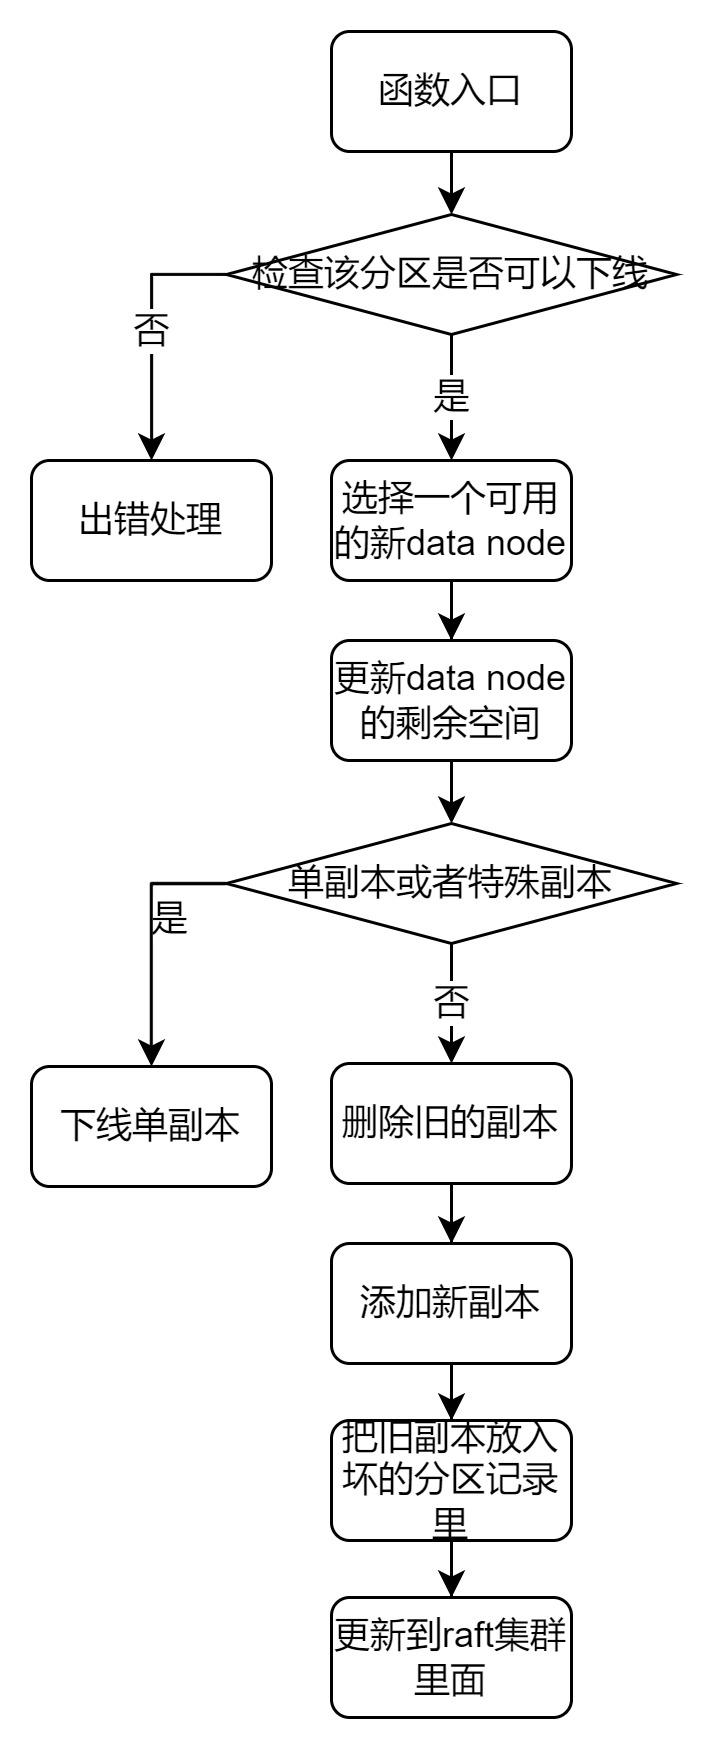 函数入口
检查该分区是否可以下线
否
是
出错处理
选择一个可用
的新data node
更新data node
的剩余空间
单副本或者特殊副本
是
否
下线单副本
删除旧的副本
添加新副本
把旧副本放入
坏的分区记录
里
更新到raft集群
里面